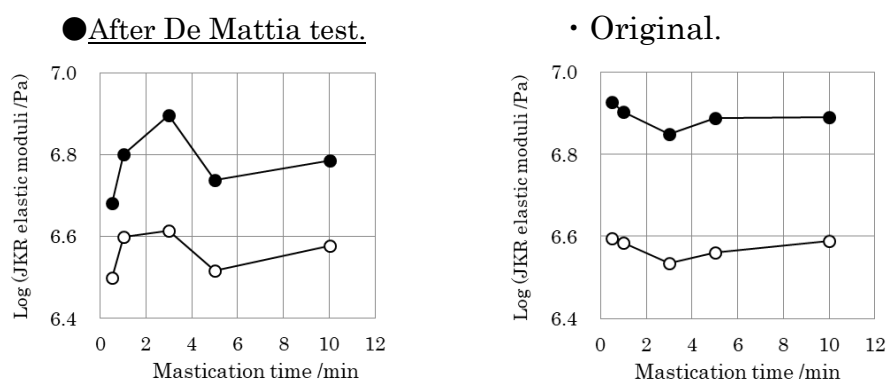 ●After De Mattia test.
・Original.
Log (JKR elastic moduli /Pa)
7.0
6.8
6.6
6.4
0 2 4 6 8 10 12
Mastication time /min
Log (JKR elastic moduli /Pa)
7.0
6.8
6.6
6.4
0 2 4 6 8 10 12
Mastication time /min